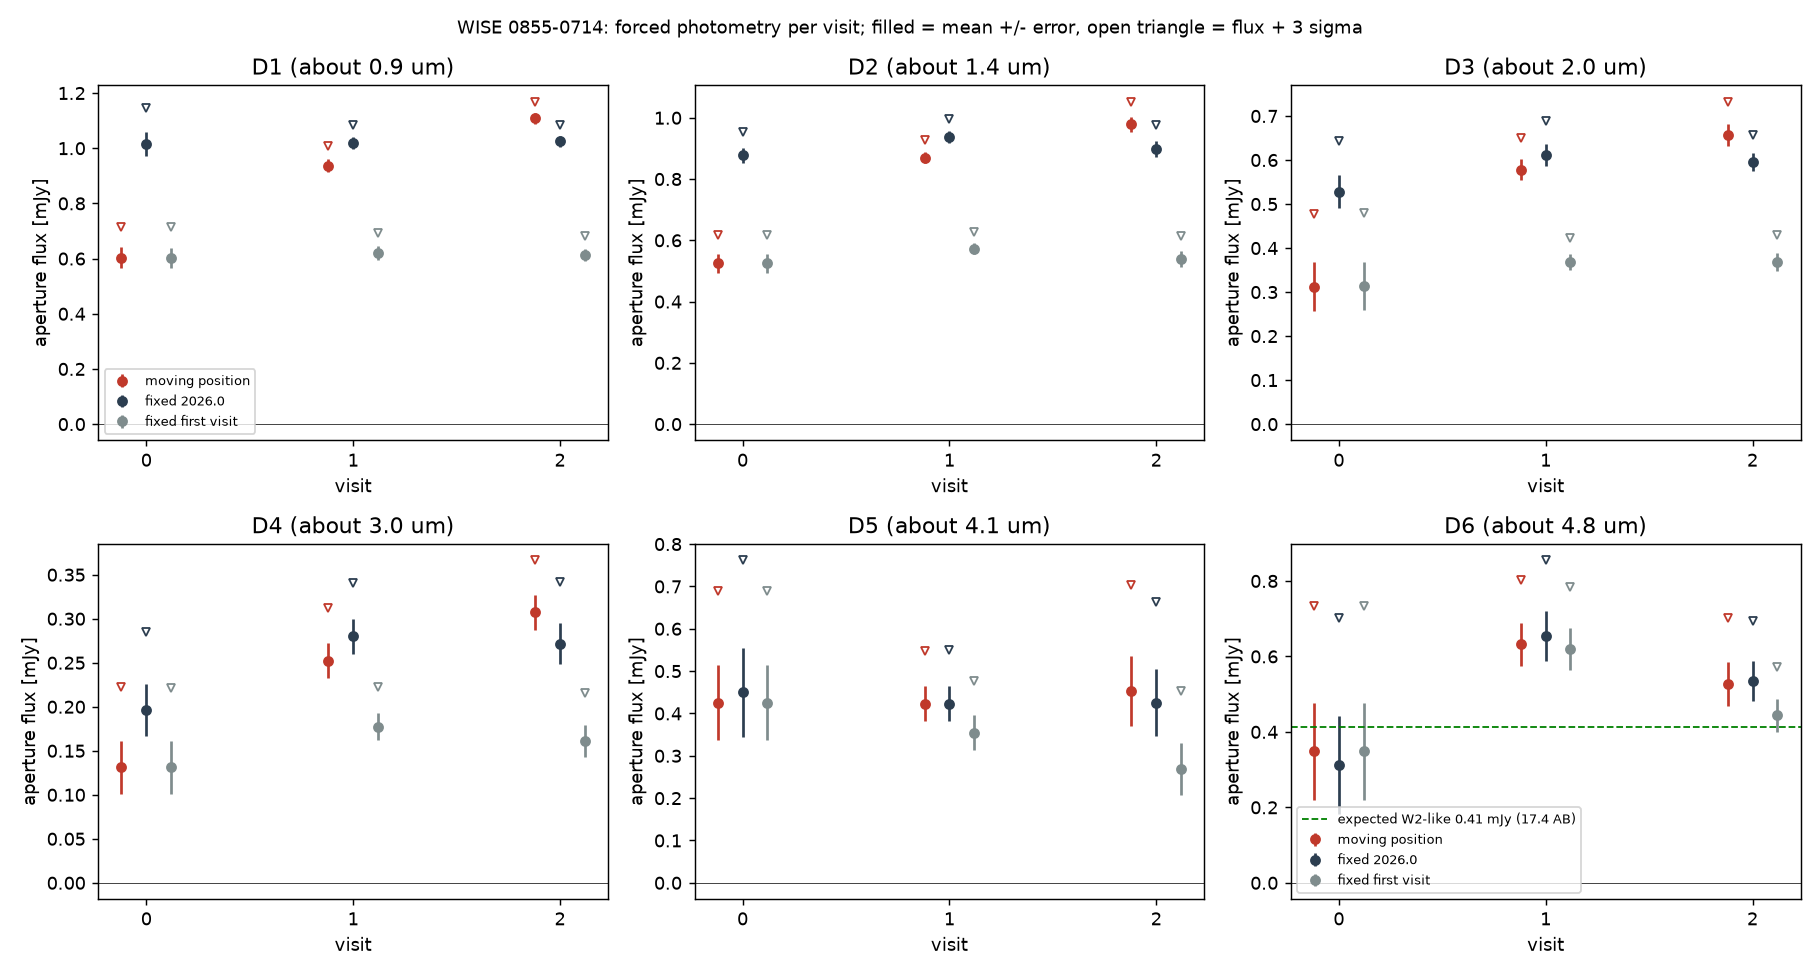 WISE 0855-0714: forced photometry per visit; filled = mean +/- error, open triangle = flux + 3 sigma
D1 (about 0.9 um)
aperture flux [mJy]
1.2
1.0
0.8
0.6
0.4
0.2
0.0
moving position
fixed 2026.0
fixed first visit
0 1 2
visit
D2 (about 1.4 um)
aperture flux [mJy]
1.0
0.8
0.6
0.4
0.2
0.0
0 1 2
visit
D3 (about 2.0 um)
aperture flux [mJy]
0.7
0.6
0.5
0.4
0.3
0.2
0.1
0.0
0 1 2
visit
D4 (about 3.0 um)
aperture flux [mJy]
0.35
0.30
0.25
0.20
0.15
0.10
0.05
0.00
0 1 2
visit
D5 (about 4.1 um)
aperture flux [mJy]
0.8
0.7
0.6
0.5
0.4
0.3
0.2
0.1
0.0
0 1 2
visit
D6 (about 4.8 um)
aperture flux [mJy]
0.8
0.6
0.4
0.2
0.0
expected W2-like 0.41 mJy (17.4 AB)
moving position
fixed 2026.0
fixed first visit
0 1 2
visit